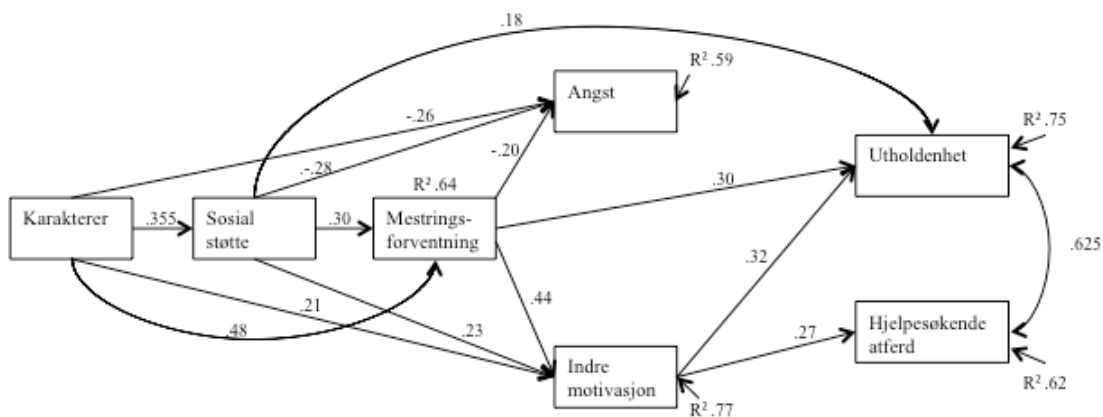 .18
R² .59
Angst
-.26
.-.28
-.20
R² .75
Utholdenhet
R² .64
.30
Karakterer
.355
Sosial
støtte
.30
Mestrings-
forventning
.625
.32
.44
.21
.48
.23
Hjelpesøkende
atferd
.27
Indre
motivasjon
R² .62
R² .77